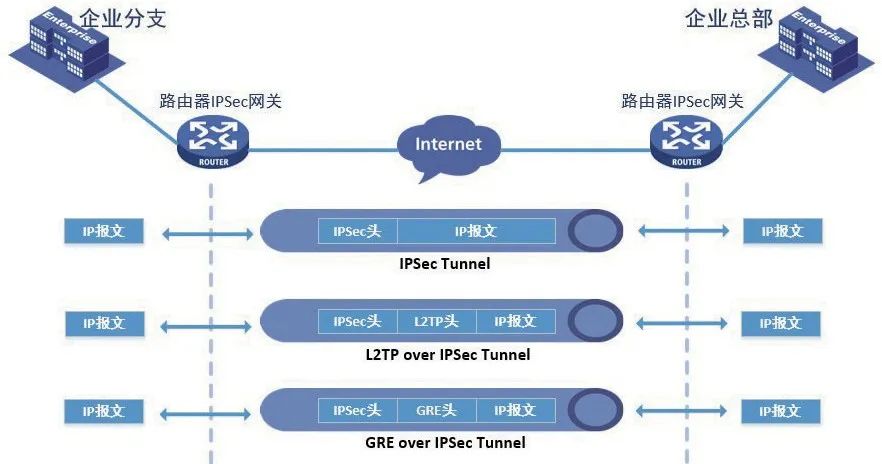 企业分支
企业总部
Enterprise
Enterprise
路由器IPSec网关
路由器IPSec网关
ROUTER
Internet
ROUTER
IP报文
IPSec头
IP报文
IP报文
IPSec Tunnel
IP报文
IPSec头
L2TP头
IP报文
IP报文
L2TP over IPSec Tunnel
IP报文
IPSec头
GRE头
IP报文
IP报文
GRE over IPSec Tunnel